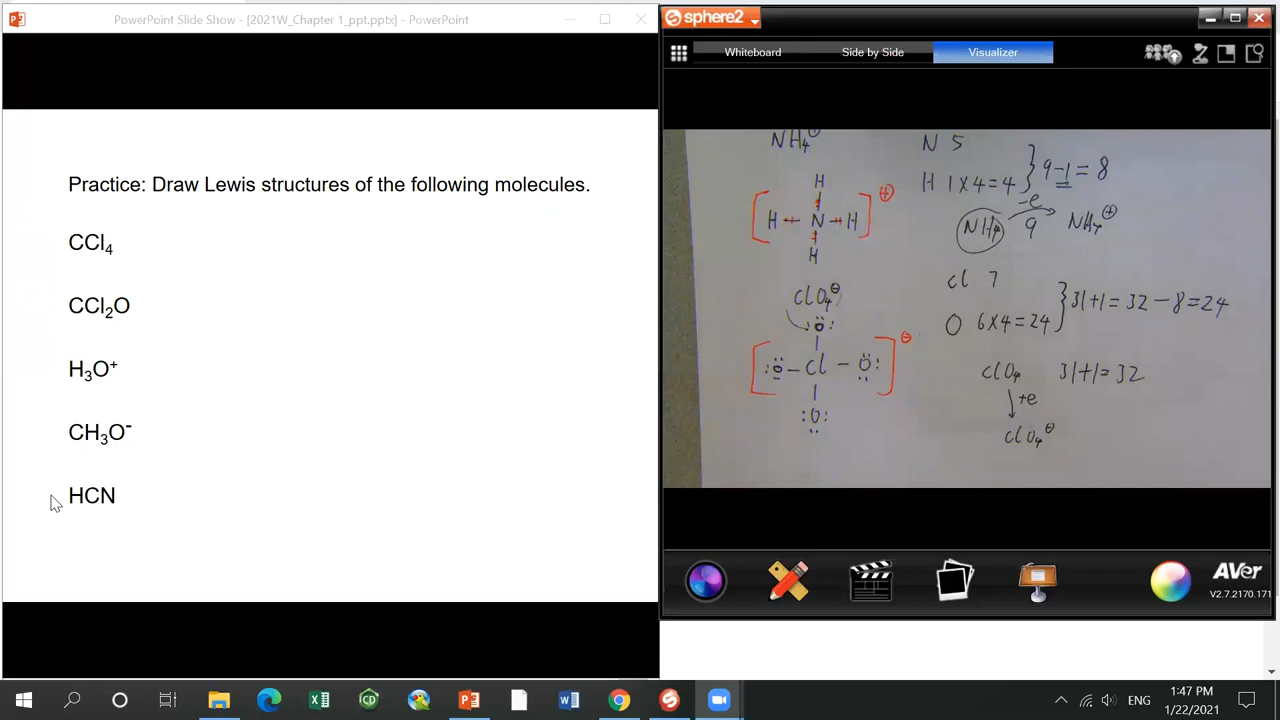 PowerPoint Slide Show - [2021W_Chapter 1_ppt.pptx] - PowerPoint
Practice: Draw Lewis structures of the following molecules.
CCl₄
CCl₂O
H₃O⁺
CH₃O⁻
HCN
sphere2
Whiteboard Side by Side Visualizer
NH₄⊕
N 5
H 1×4=4 } 9-1=8
[ H
H - N - H
H ] ⊕
NH₄ -e 9 NH₄⊕
ClO₄⊖
Cl 7
O 6×4=24 } 31+1=32-8=24
[ :Ö:
:Ö - Cl - Ö:
:O: ] ⊖
ClO₄ 31+1=32
↓ +e
ClO₄⊖
AVer
V2.7.2170.171
ENG
1:47 PM
1/22/2021